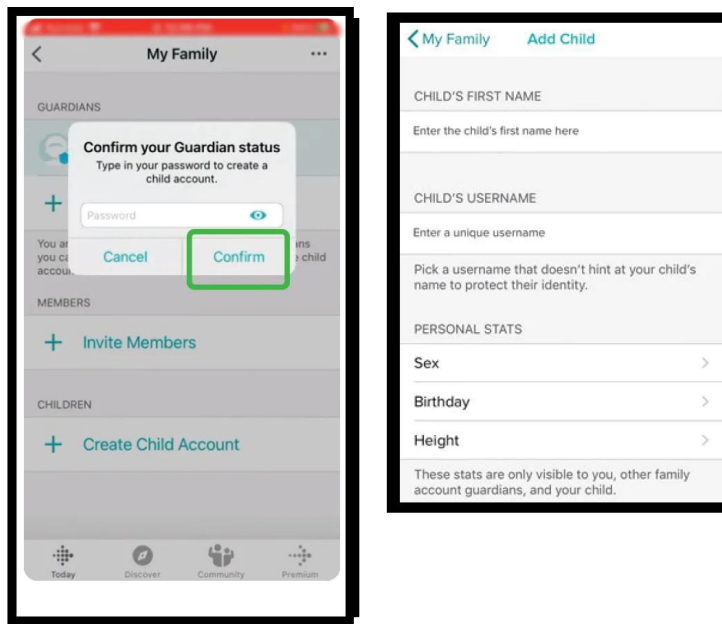 My Family
GUARDIANS
Confirm your Guardian status
Type in your password to create a
child account.
Password
Cancel
Confirm
You
you
accou
child
MEMBERS
Invite Members
CHILDREN
Create Child Account
Today
Discover
Community
Premium
My Family
Add Child
CHILD'S FIRST NAME
Enter the child's first name here
CHILD'S USERNAME
Enter a unique username
Pick a username that doesn't hint at your child's
name to protect their identity.
PERSONAL STATS
Sex
Birthday
Height
These stats are only visible to you, other family
account guardians, and your child.